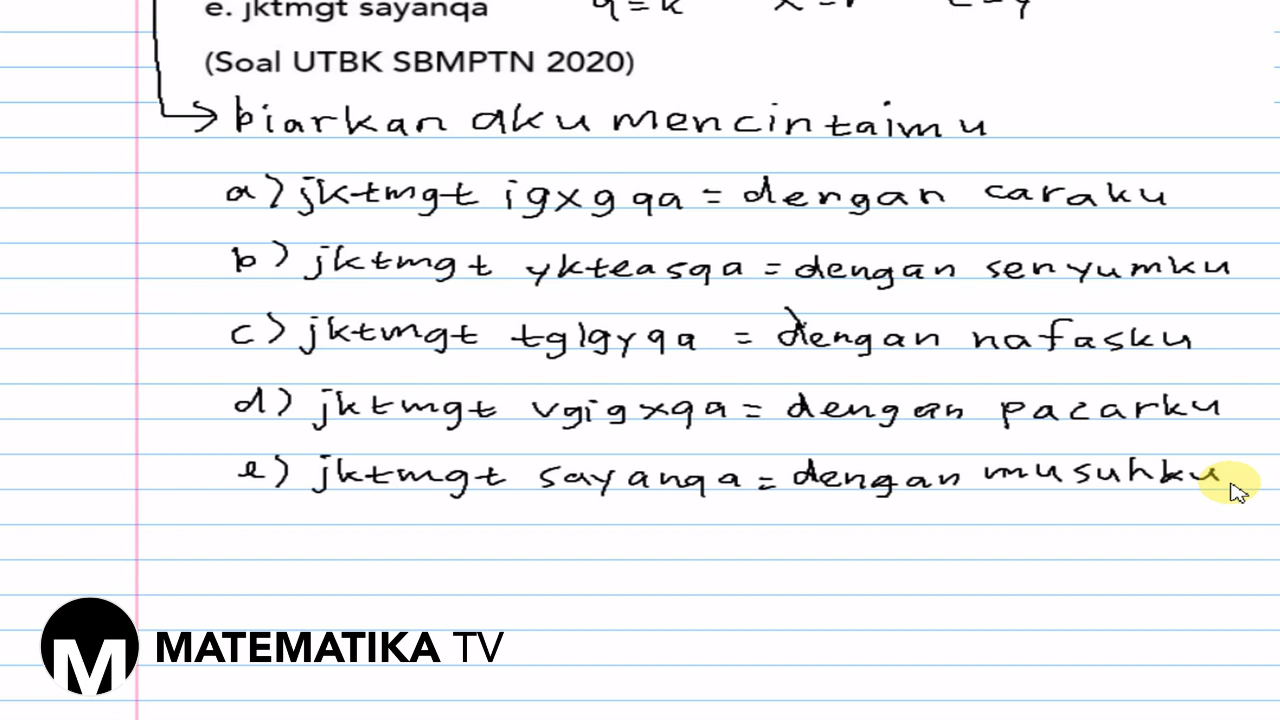 e. jktmgt sayanqa q = k x = r
(Soal UTBK SBMPTN 2020)
biarkan aku mencintaimu
a) jktmgt igxgqa = dengan caraku
b) jktmgt ykteasqa = dengan senyumku
c) jktmgt tglgyqa = dengan nafasku
d) jktmgt vgigxqa = dengan pacarku
e) jktmgt sayanqa = dengan musuhku
M MATEMATIKA TV